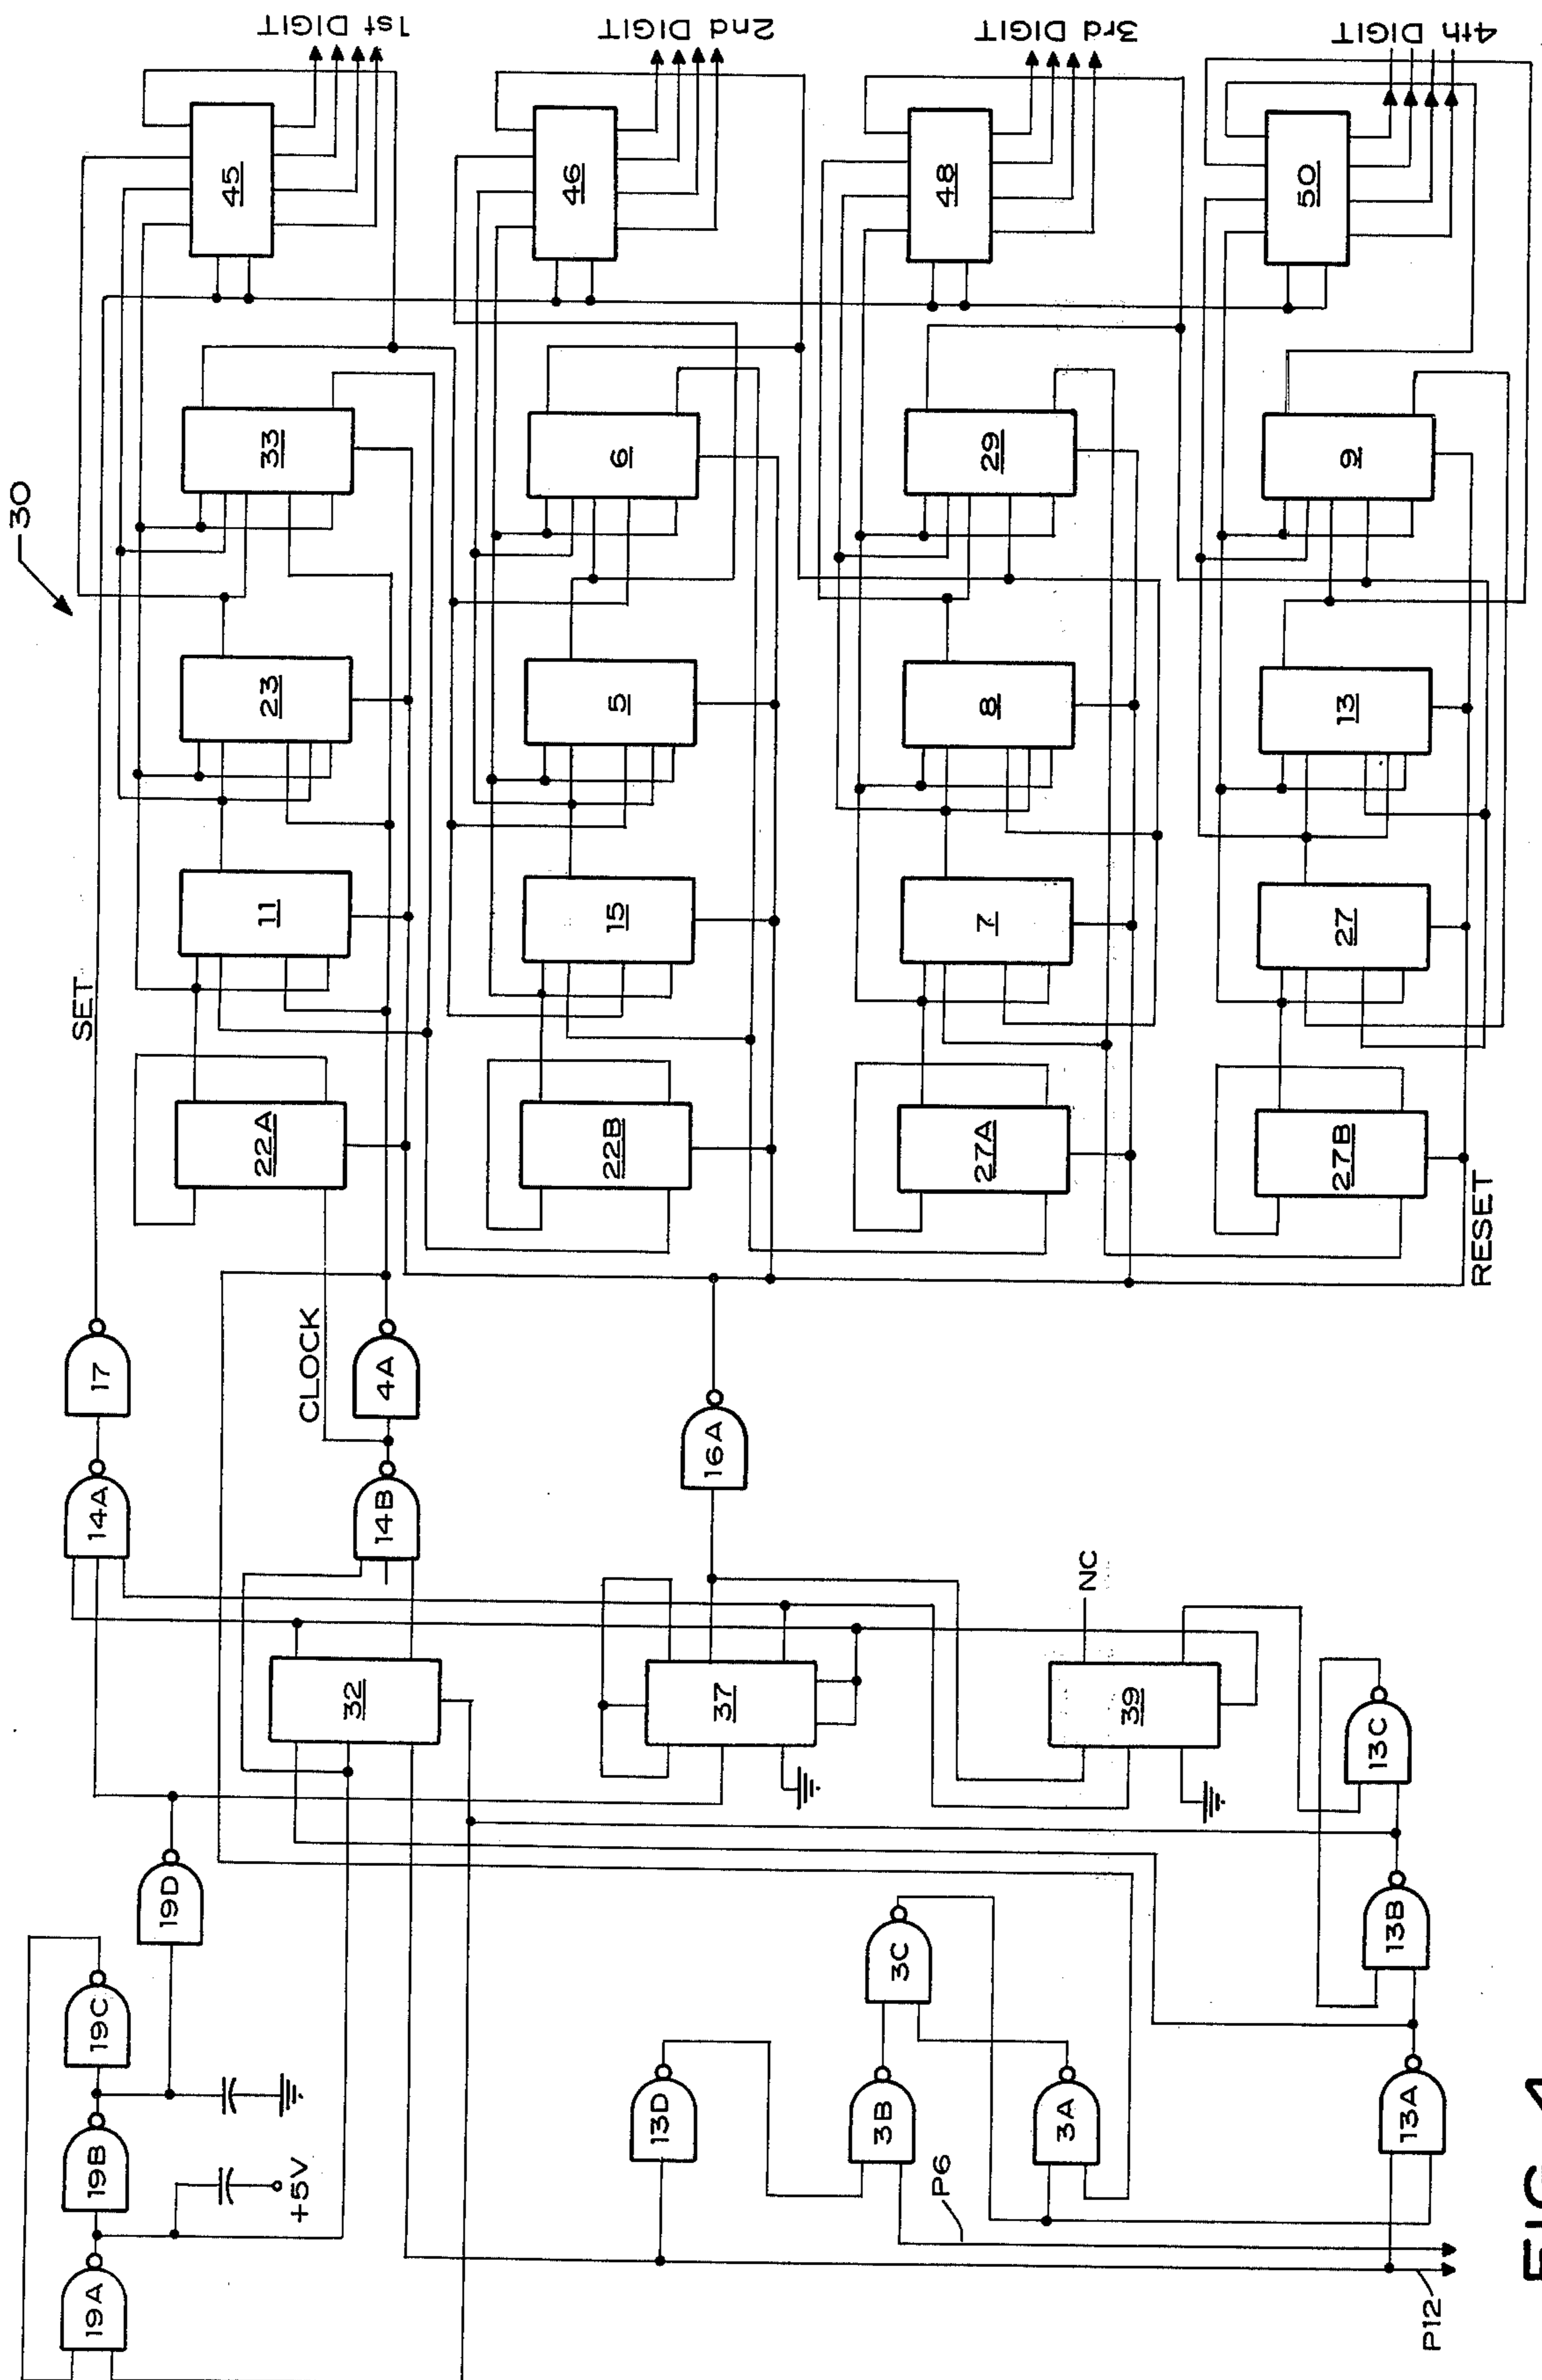 30
19A
19B
19C
14A
17
SET
19D
+5V
22A
11
23
33
45
1st DIGIT
32
14B
4A
CLOCK
22B
15
5
6
46
2nd DIGIT
13D
37
16A
3B
3C
27A
7
8
29
48
3rd DIGIT
P6
3A
39
NC
13A
13B
13C
27B
27
13
9
50
4th DIGIT
P12
RESET
FIG. 4